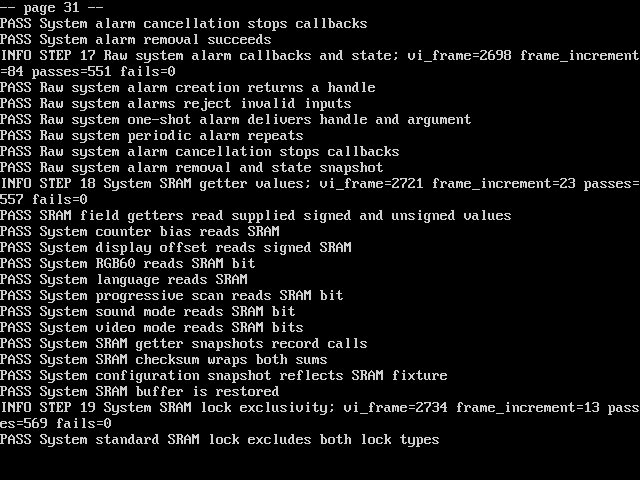 -- page 31 --
PASS System alarm cancellation stops callbacks
PASS System alarm removal succeeds
INFO STEP 17 Raw system alarm callbacks and state; vi_frame=2698 frame_increment
=84 passes=551 fails=0
PASS Raw system alarm creation returns a handle
PASS Raw system alarms reject invalid inputs
PASS Raw system one-shot alarm delivers handle and argument
PASS Raw system periodic alarm repeats
PASS Raw system alarm cancellation stops callbacks
PASS Raw system alarm removal and state snapshot
INFO STEP 18 System SRAM getter values; vi_frame=2721 frame_increment=23 passes=
557 fails=0
PASS SRAM field getters read supplied signed and unsigned values
PASS System counter bias reads SRAM
PASS System display offset reads signed SRAM
PASS System RGB60 reads SRAM bit
PASS System language reads SRAM
PASS System progressive scan reads SRAM bit
PASS System sound mode reads SRAM bit
PASS System video mode reads SRAM bits
PASS System SRAM getter snapshots record calls
PASS System SRAM checksum wraps both sums
PASS System configuration snapshot reflects SRAM fixture
PASS System SRAM buffer is restored
INFO STEP 19 System SRAM lock exclusivity; vi_frame=2734 frame_increment=13 pass
es=569 fails=0
PASS System standard SRAM lock excludes both lock types